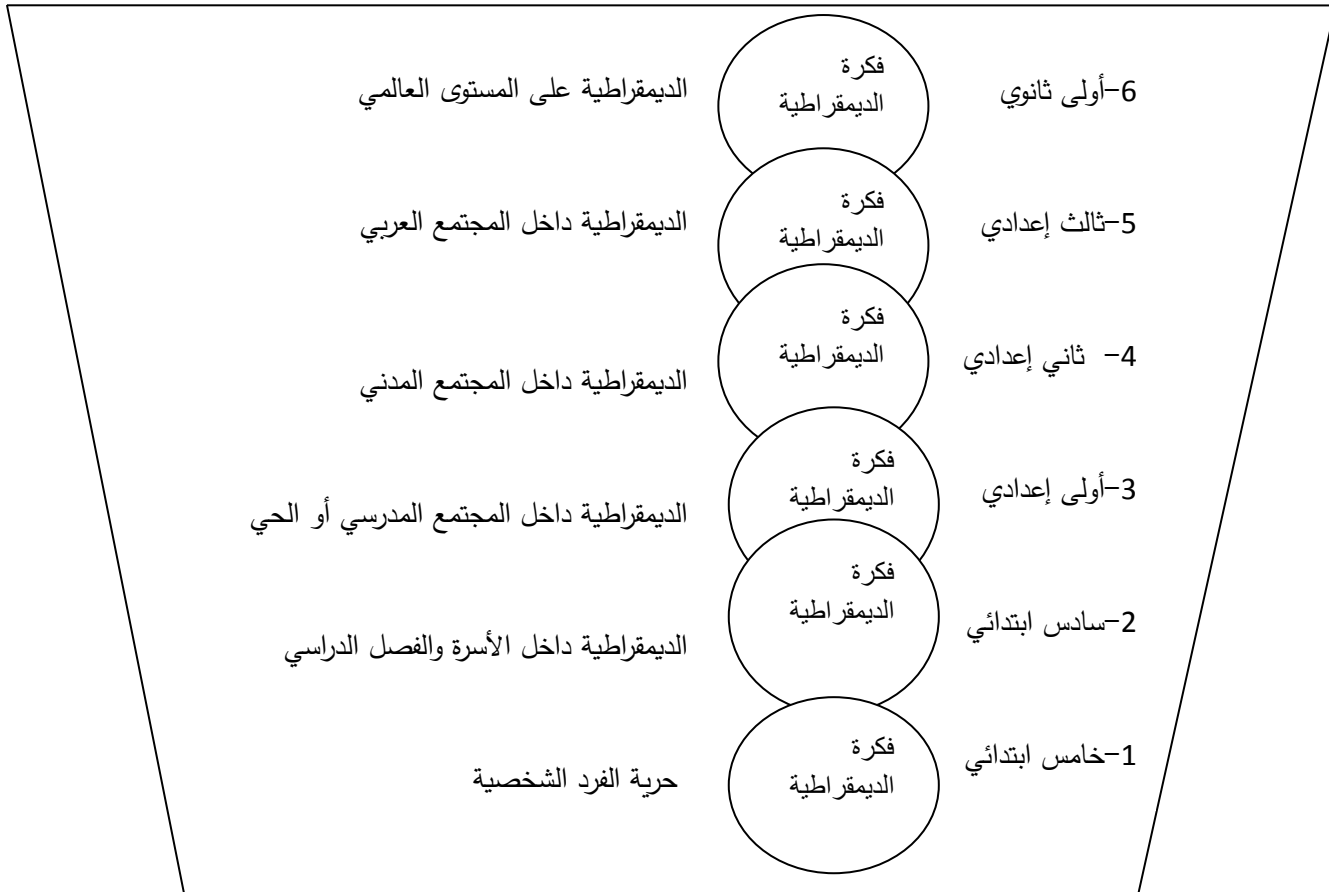 6-أولى ثانوي
فكرة
الديمقراطية
الديمقراطية على المستوى العالمي
5-ثالث إعدادي
فكرة
الديمقراطية
الديمقراطية داخل المجتمع العربي
4- ثاني إعدادي
فكرة
الديمقراطية
الديمقراطية داخل المجتمع المدني
3-أولى إعدادي
فكرة
الديمقراطية
الديمقراطية داخل المجتمع المدرسي أو الحي
2-سادس ابتدائي
فكرة
الديمقراطية
الديمقراطية داخل الأسرة والفصل الدراسي
1-خامس ابتدائي
فكرة
الديمقراطية
حرية الفرد الشخصية